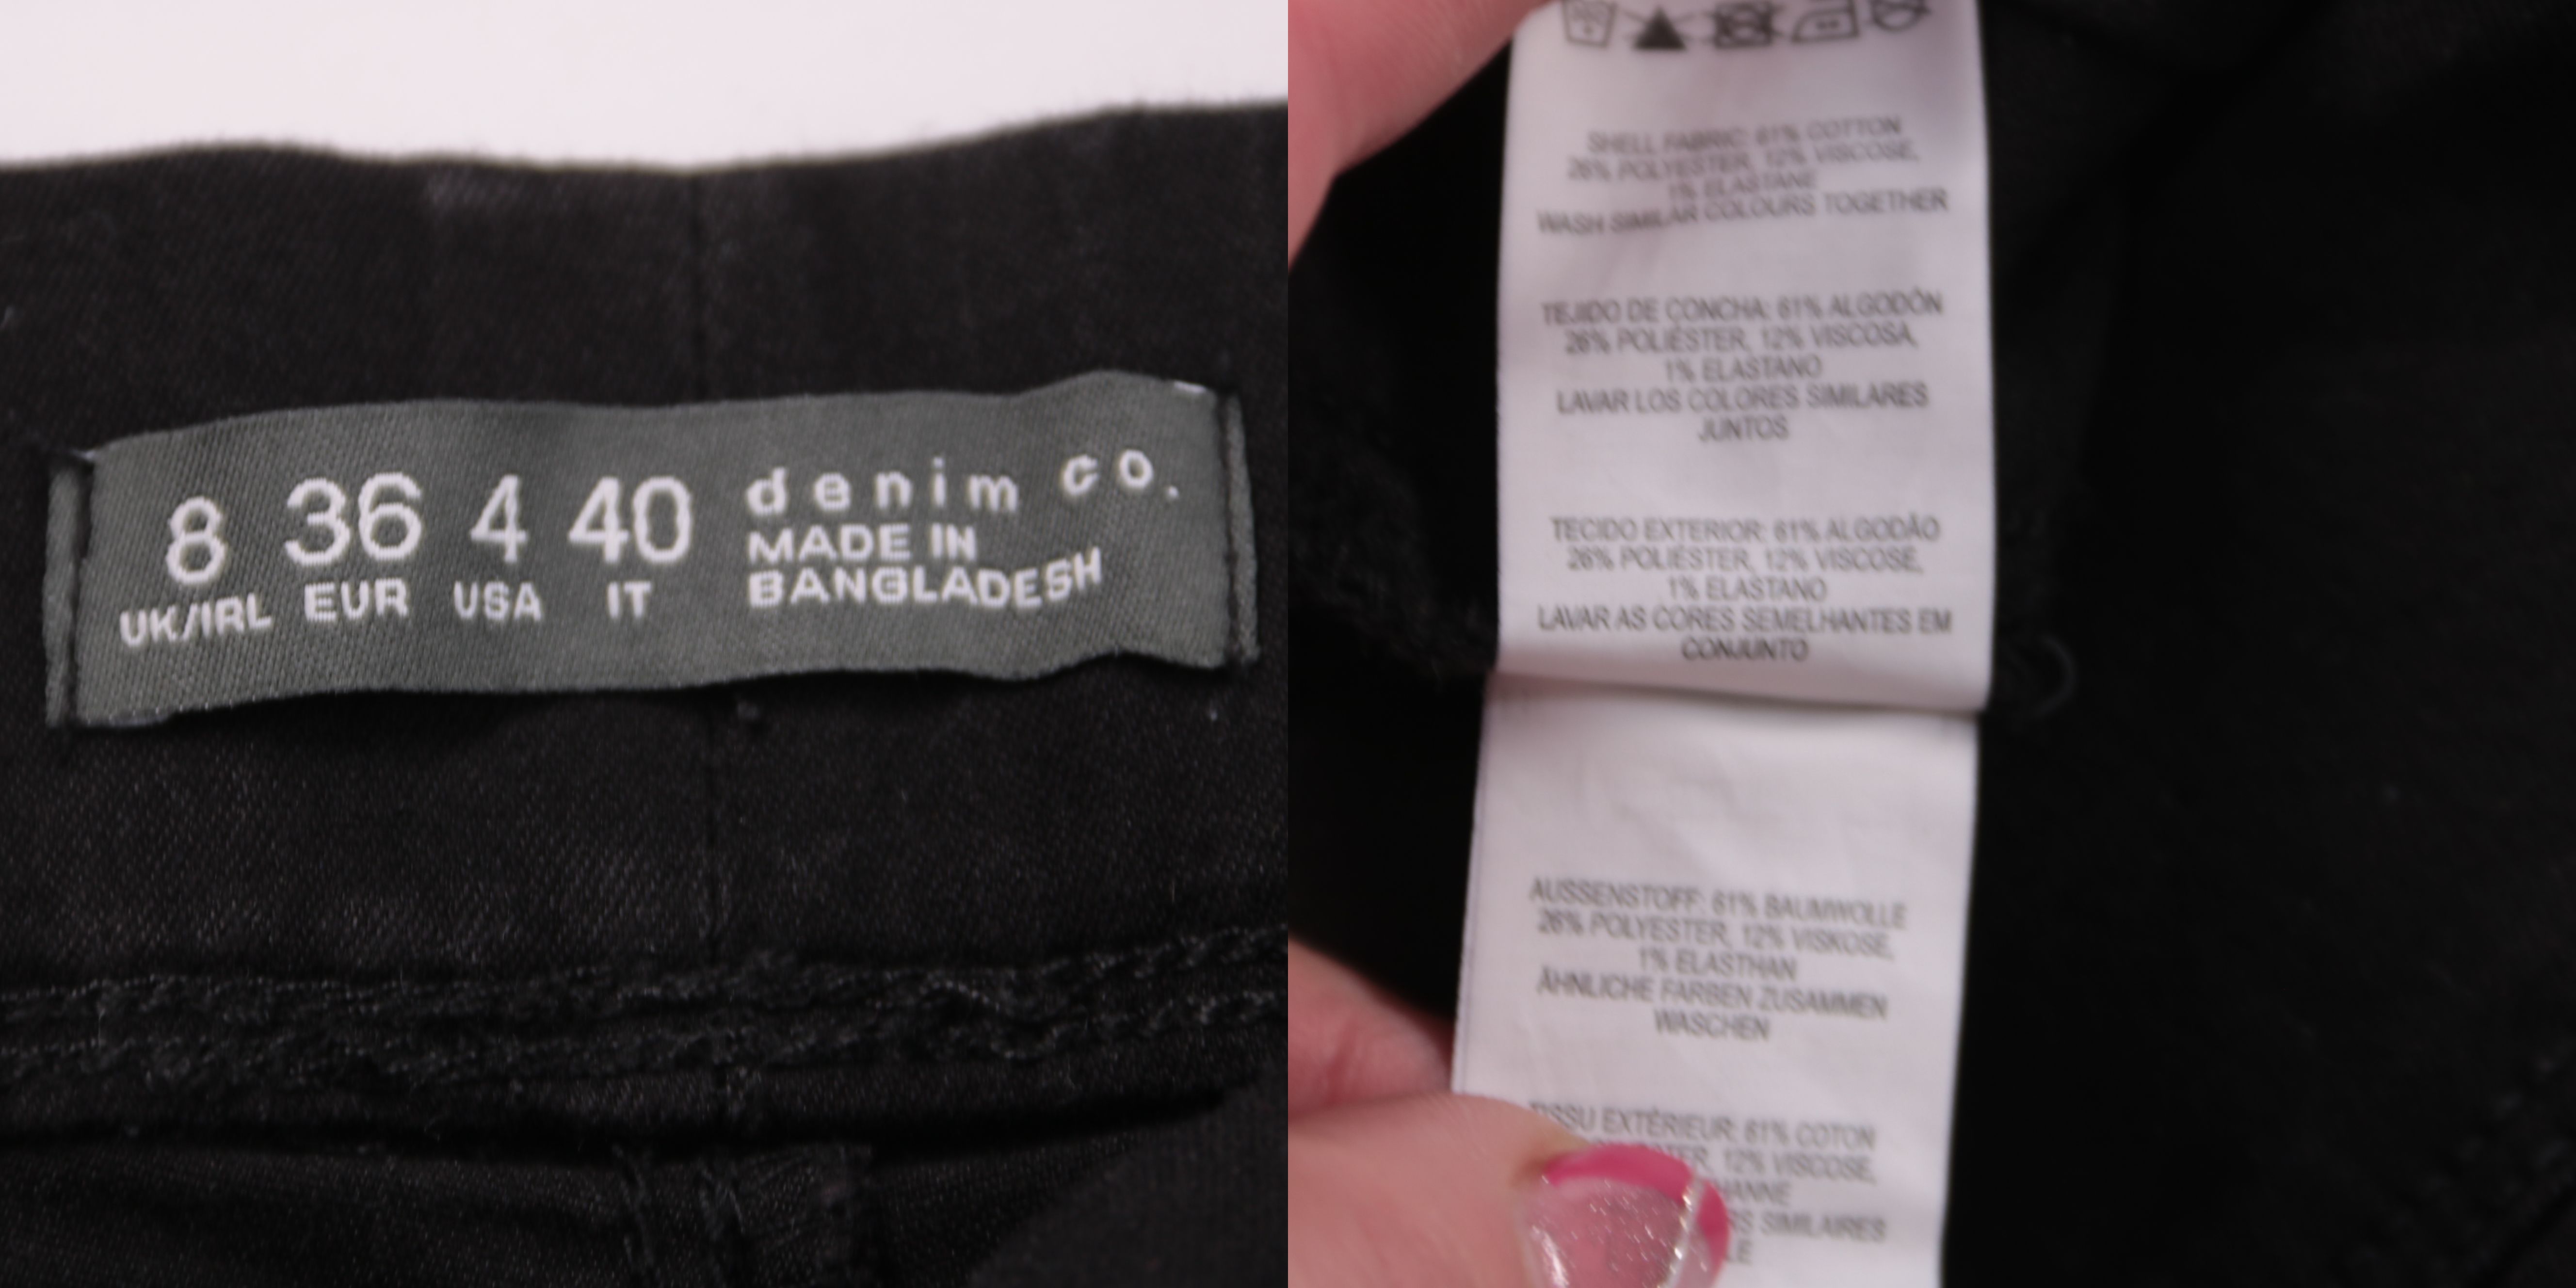 8 36 4 40
UK/IRL EUR USA IT
denim co.
MADE IN
BANGLADESH
SHELL FABRIC: 61% COTTON
26% POLYESTER, 12% VISCOSE,
1% ELASTANE
WASH SIMILAR COLOURS TOGETHER
TEJIDO DE CONCHA: 61% ALGODÓN
26% POLIÉSTER, 12% VISCOSA,
1% ELASTANO
LAVAR LOS COLORES SIMILARES
JUNTOS
TECIDO EXTERIOR: 61% ALGODÃO
26% POLIÉSTER, 12% VISCOSE,
1% ELASTANO
LAVAR AS CORES SEMELHANTES EM
CONJUNTO
AUSSENSTOFF: 61% BAUMWOLLE
26% POLYESTER, 12% VISKOSE,
1% ELASTHAN
ÄHNLICHE FARBEN ZUSAMMEN
WASCHEN
EXTÉRIEUR: 61% COTON
12% VISCOSE,
SIMILAIRES